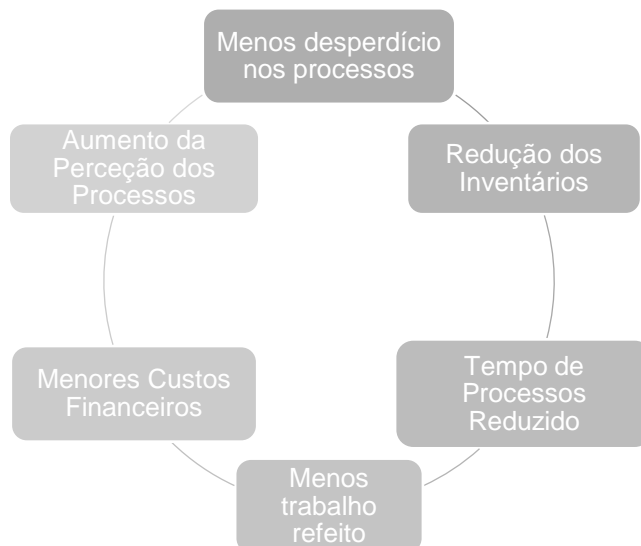 Menos desperdício
nos processos
Redução dos
Inventários
Tempo de
Processos
Reduzido
Menos
trabalho
refeito
Menores Custos
Financeiros
Aumento da
Perceção dos
Processos